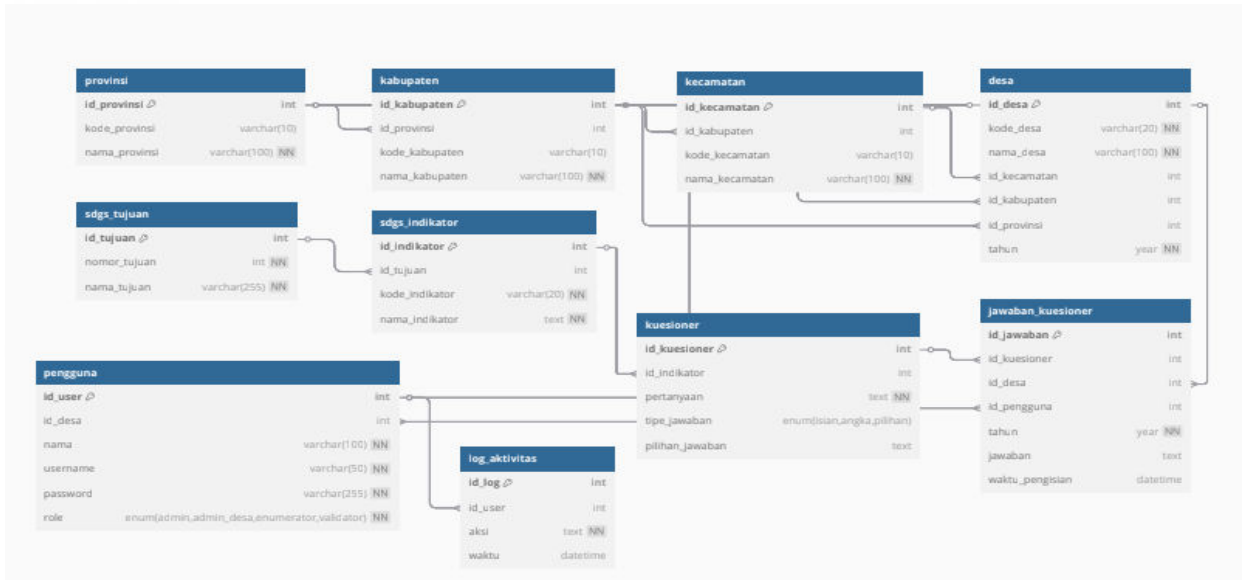 provinsi
id_provinsi int
kode_provinsi varchar(10)
nama_provinsi varchar(100) NN
kabupaten
id_kabupaten int
id_provinsi int
kode_kabupaten varchar(10)
nama_kabupaten varchar(100) NN
kecamatan
id_kecamatan int
id_kabupaten int
kode_kecamatan varchar(10)
nama_kecamatan varchar(100) NN
desa
id_desa int
kode_desa varchar(20) NN
nama_desa varchar(100) NN
id_kecamatan int
id_kabupaten int
id_provinsi int
tahun year NN
sdgs_tujuan
id_tujuan int
nomor_tujuan int NN
nama_tujuan varchar(255) NN
sdgs_indikator
id_indikator int
id_tujuan int
kode_indikator varchar(20) NN
nama_indikator text NN
kuesioner
id_kuesioner int
id_indikator int
pertanyaan text NN
tipe_jawaban enum(isian,angka,pilihan)
pilihan_jawaban text
jawaban_kuesioner
id_jawaban int
id_kuesioner int
id_desa int
id_pengguna int
tahun year NN
jawaban text
waktu_pengisian datetime
pengguna
id_user int
id_desa int
nama varchar(100) NN
username varchar(50) NN
password varchar(255) NN
role enum(admin,admin_desa,enumerator,validator) NN
log_aktivitas
id_log int
id_user int
aksi text NN
waktu datetime